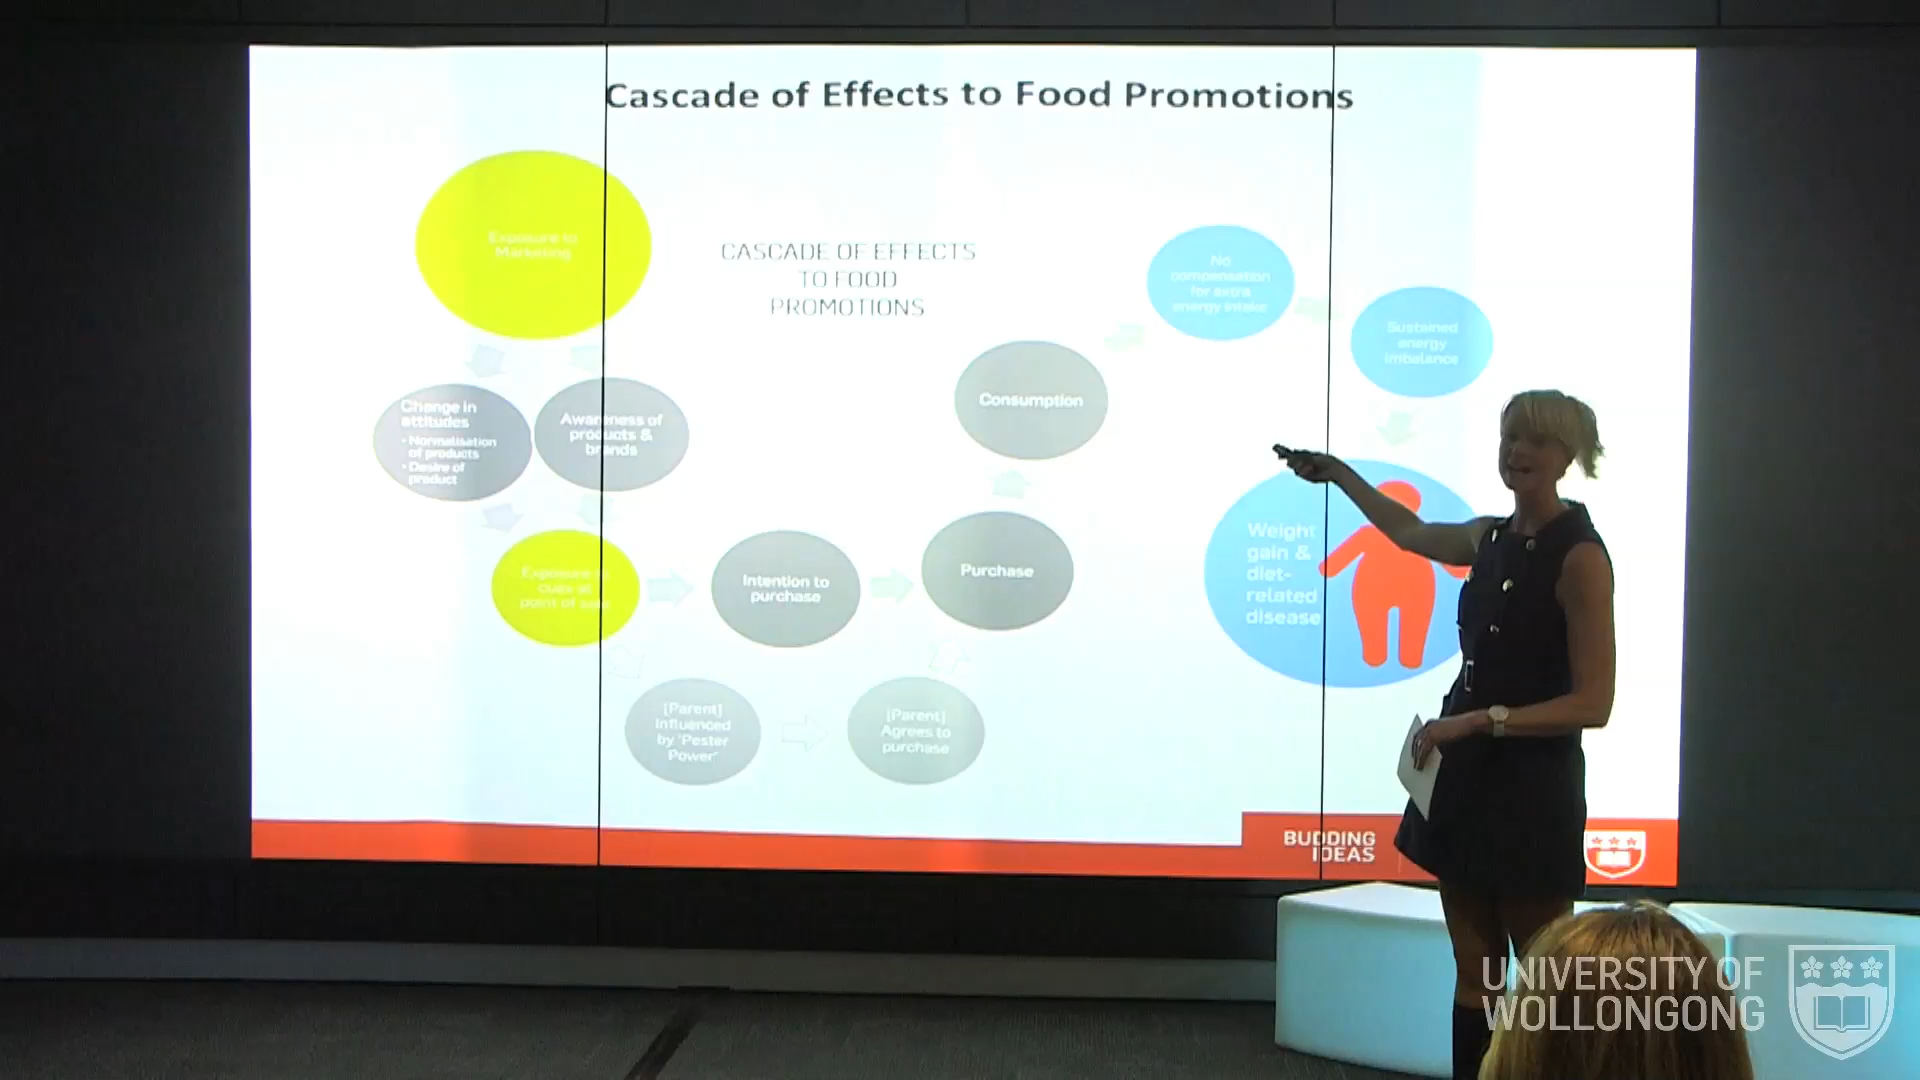 Cascade of Effects to Food Promotions
Exposure to
Marketing
CASCADE OF EFFECTS
TO FOOD
PROMOTIONS
No
compensation
for extra
energy intake
Sustained
energy
imbalance
Consumption
Change in
attitudes
• Normalisation
of products
• Desire of
product
Awareness of
products &
brands
Weight
gain &
diet-
related
disease
Exposure to
cues at
point of sale
Intention to
purchase
Purchase
[Parent]
Influenced
by 'Pester
Power'
[Parent]
Agrees to
purchase
BUDDING
IDEAS
UNIVERSITY OF
WOLLONGONG